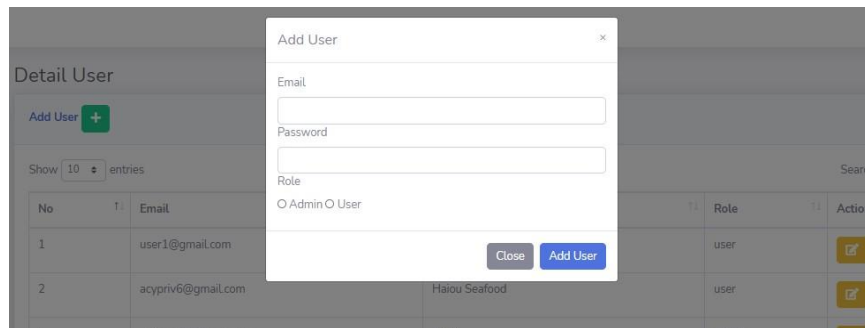 Add User ×
Email
Password
Role
Admin User
Close Add User
Detail User
Add User +
Show 10 entries
No Email Role
1 user1@gmail.com user
2 acypriv6@gmail.com Haiou Seafood user